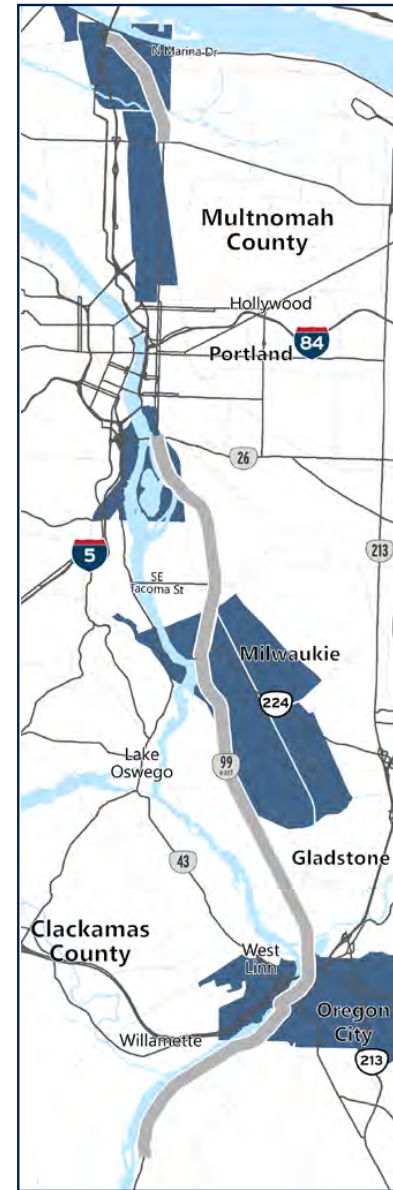 N Marina Dr
Multnomah
County
Hollywood
84
Portland
26
5
213
SE
Tacoma St
Milwaukie
224
Lake
Oswego
99
east
Gladstone
43
Clackamas
County
West
Linn
Oregon
City
Willamette
213